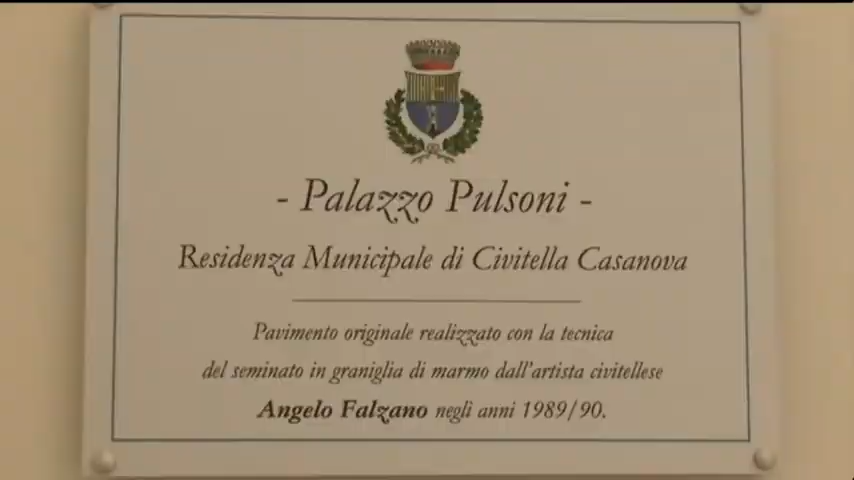 - Palazzo Pulsoni -
Residenza Municipale di Civitella Casanova
Pavimento originale realizzato con la tecnica
del seminato in graniglia di marmo dall'artista civitellese
Angelo Falzano negli anni 1989/90.